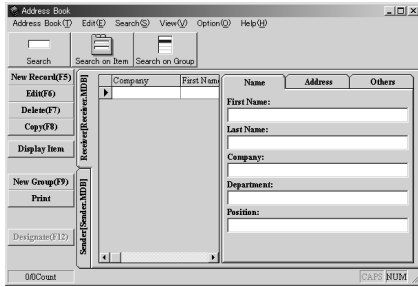 Address Book
Address Book(T) Edit(E) Search(S) View(V) Option(O) Help(H)
Search
Search on Item
Search on Group
New Record(F5)
Edit(F6)
Delete(F7)
Copy(F8)
Display Item
New Group(F9)
Print
Designate(F12)
Receiver[Receiver.MDB]
Sender[Sender.MDB]
Company First Name
Name Address Others
First Name:
Last Name:
Company:
Department:
Position:
0/0Count
CAPS NUM